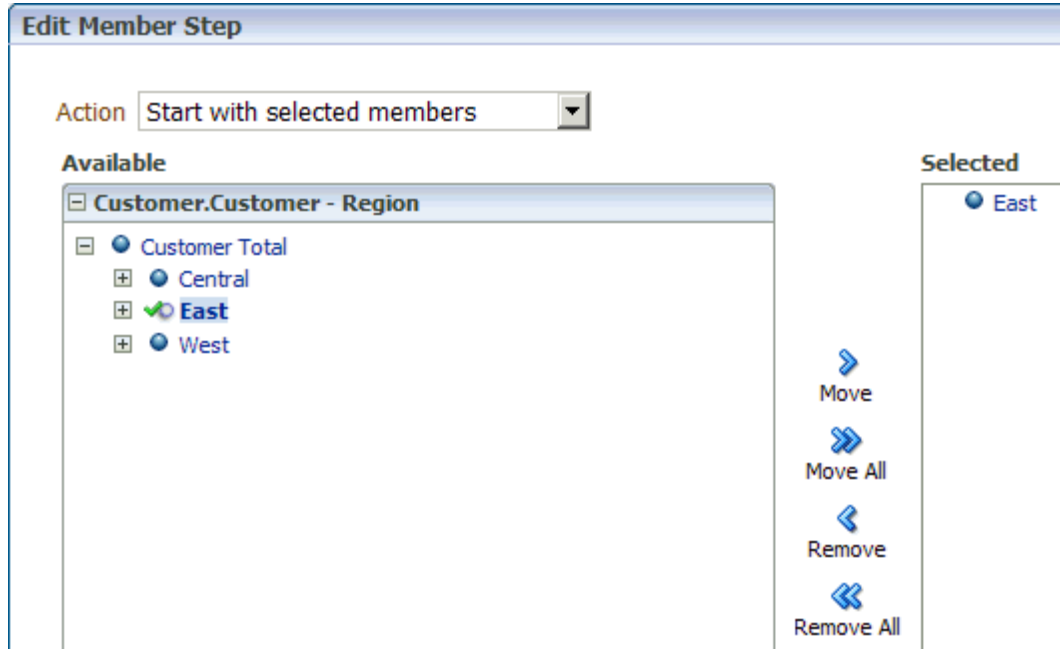 Edit Member Step
Action Start with selected members
Available
Selected
Customer.Customer - Region
East
Customer Total
Central
East
West
Move
Move All
Remove
Remove All